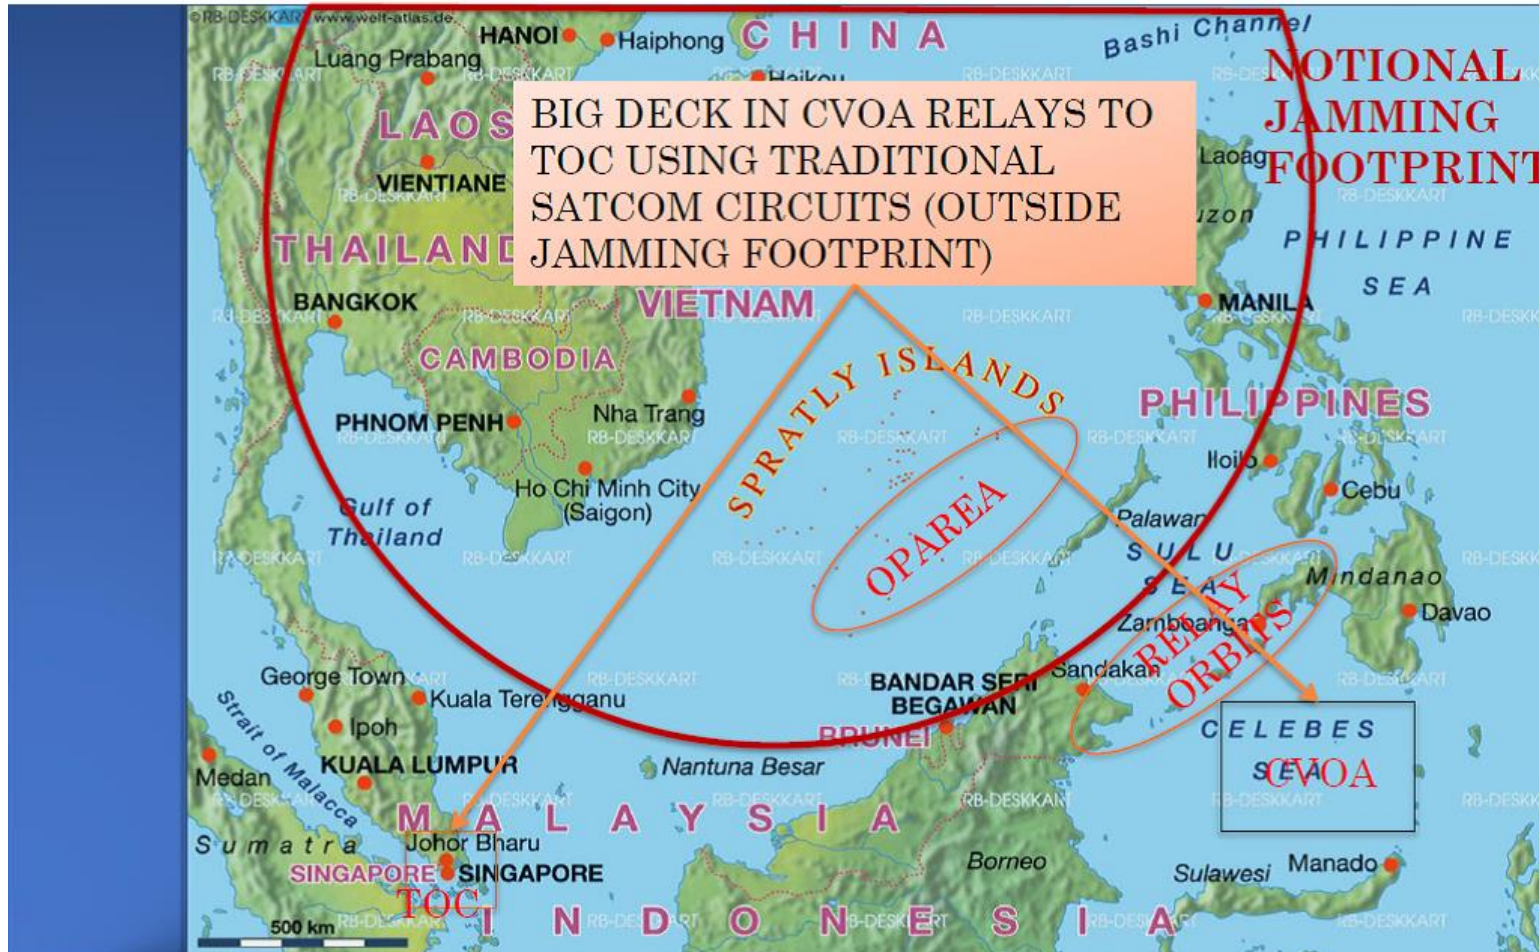 © RB-DESKKART www.welt-atlas.de
HANOI
Haiphong
CHINA
Bashi Channel
Luang Prabang
Haikou
NOTIONAL
JAMMING
FOOTPRINT
BIG DECK IN CVOA RELAYS TO
TOC USING TRADITIONAL
SATCOM CIRCUITS (OUTSIDE
JAMMING FOOTPRINT)
LAOS
VIENTIANE
Laoag
uzon
THAILAND
PHILIPPINE
SEA
BANGKOK
VIETNAM
MANILA
CAMBODIA
SPRATLY ISLANDS
PHNOM PENH
Nha Trang
PHILIPPINES
Iloilo
Cebu
Ho Chi Minh City
(Saigon)
Gulf of
Thailand
OPAREA
Palawan
SULU
SEA
Mindanao
Davao
Zamboanga
RELAY
ORBITS
Sandakan
George Town
Kuala Terengganu
BANDAR SERI
BEGAWAN
BRUNEI
Ipoh
Strait of Malacca
CELEBES
SEA
CVOA
Medan
KUALA LUMPUR
Nantuna Besar
MALAYSIA
Sumatra
Johor Bharu
SINGAPORE
SINGAPORE
TOC
Borneo
Sulawesi
Manado
INDONESIA
500 km
RB-DESKKART